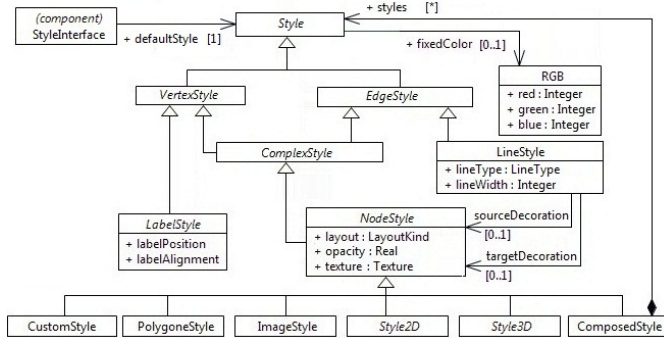 (component)
StyleInterface
+ defaultStyle [1]
Style
+ styles [*]
+ fixedColor [0..1]
RGB
+ red : Integer
+ green : Integer
+ blue : Integer
VertexStyle
EdgeStyle
ComplexStyle
LineStyle
+ lineType : LineType
+ lineWidth : Integer
LabelStyle
+ labelPosition
+ labelAlignment
NodeStyle
+ layout : LayoutKind
+ opacity : Real
+ texture : Texture
sourceDecoration
[0..1]
targetDecoration
[0..1]
CustomStyle
PolygoneStyle
ImageStyle
Style2D
Style3D
ComposedStyle